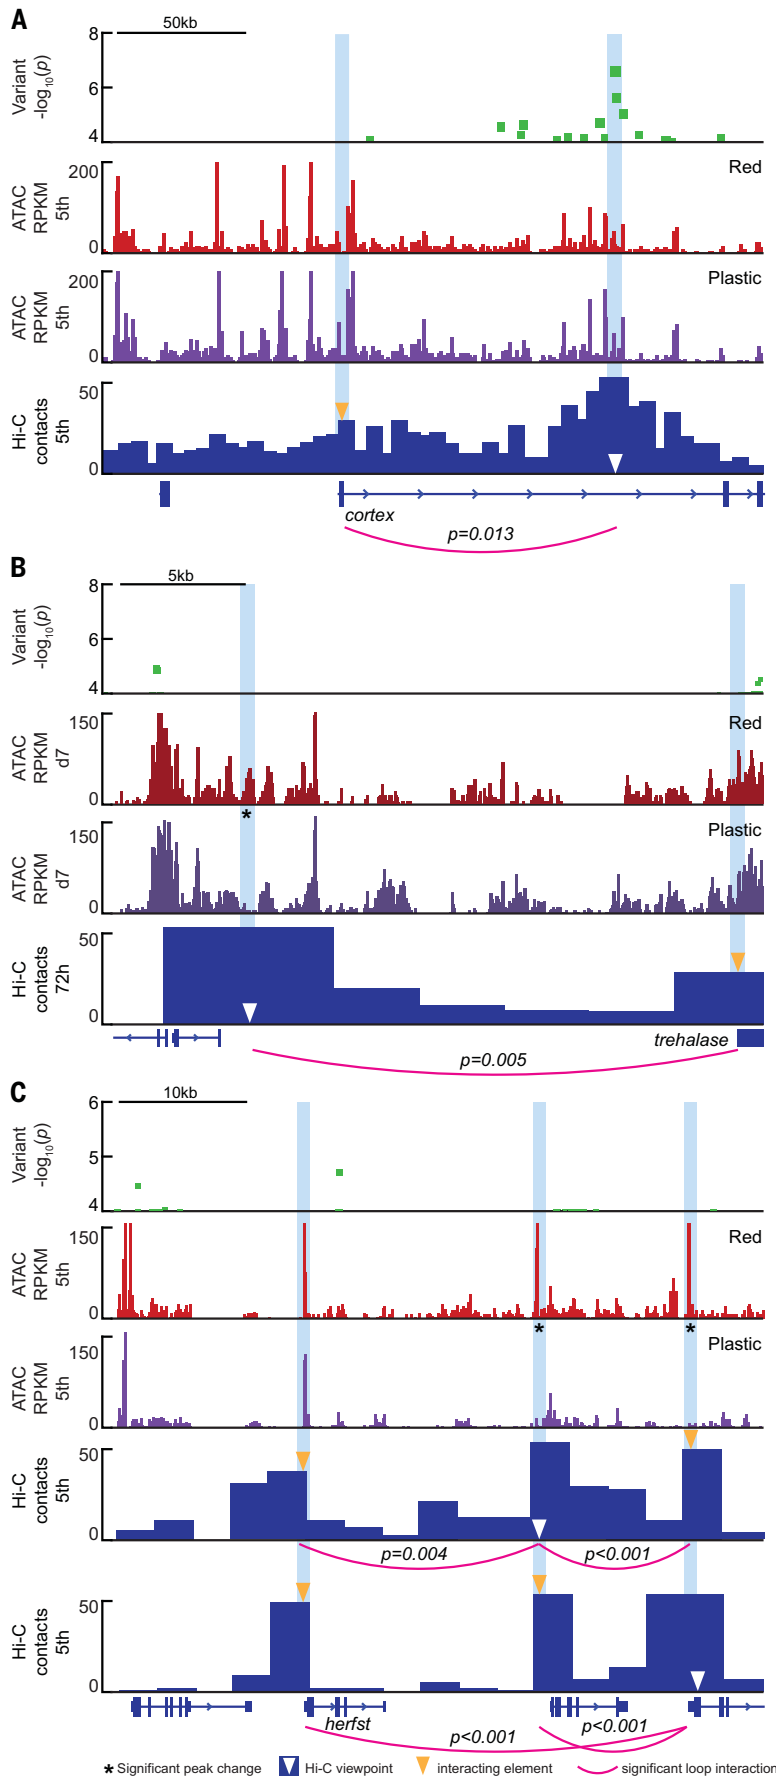 A
50kb
8
6
4
Variant
-log10(p)
200
0
ATAC
RPKM
5th
Red
200
0
ATAC
RPKM
5th
Plastic
50
0
Hi-C
contacts
5th
cortex
p=0.013
B
5kb
8
6
4
Variant
-log10(p)
150
0
ATAC
RPKM
d7
Red
*
150
0
ATAC
RPKM
d7
Plastic
50
0
Hi-C
contacts
72h
trehalase
p=0.005
C
10kb
6
5
4
Variant
-log10(p)
150
0
ATAC
RPKM
5th
Red
* *
150
0
ATAC
RPKM
5th
Plastic
50
0
Hi-C
contacts
5th
p=0.004 p<0.001
50
0
Hi-C
contacts
5th
herfst
p<0.001 p<0.001
* Significant peak change Hi-C viewpoint interacting element significant loop interaction